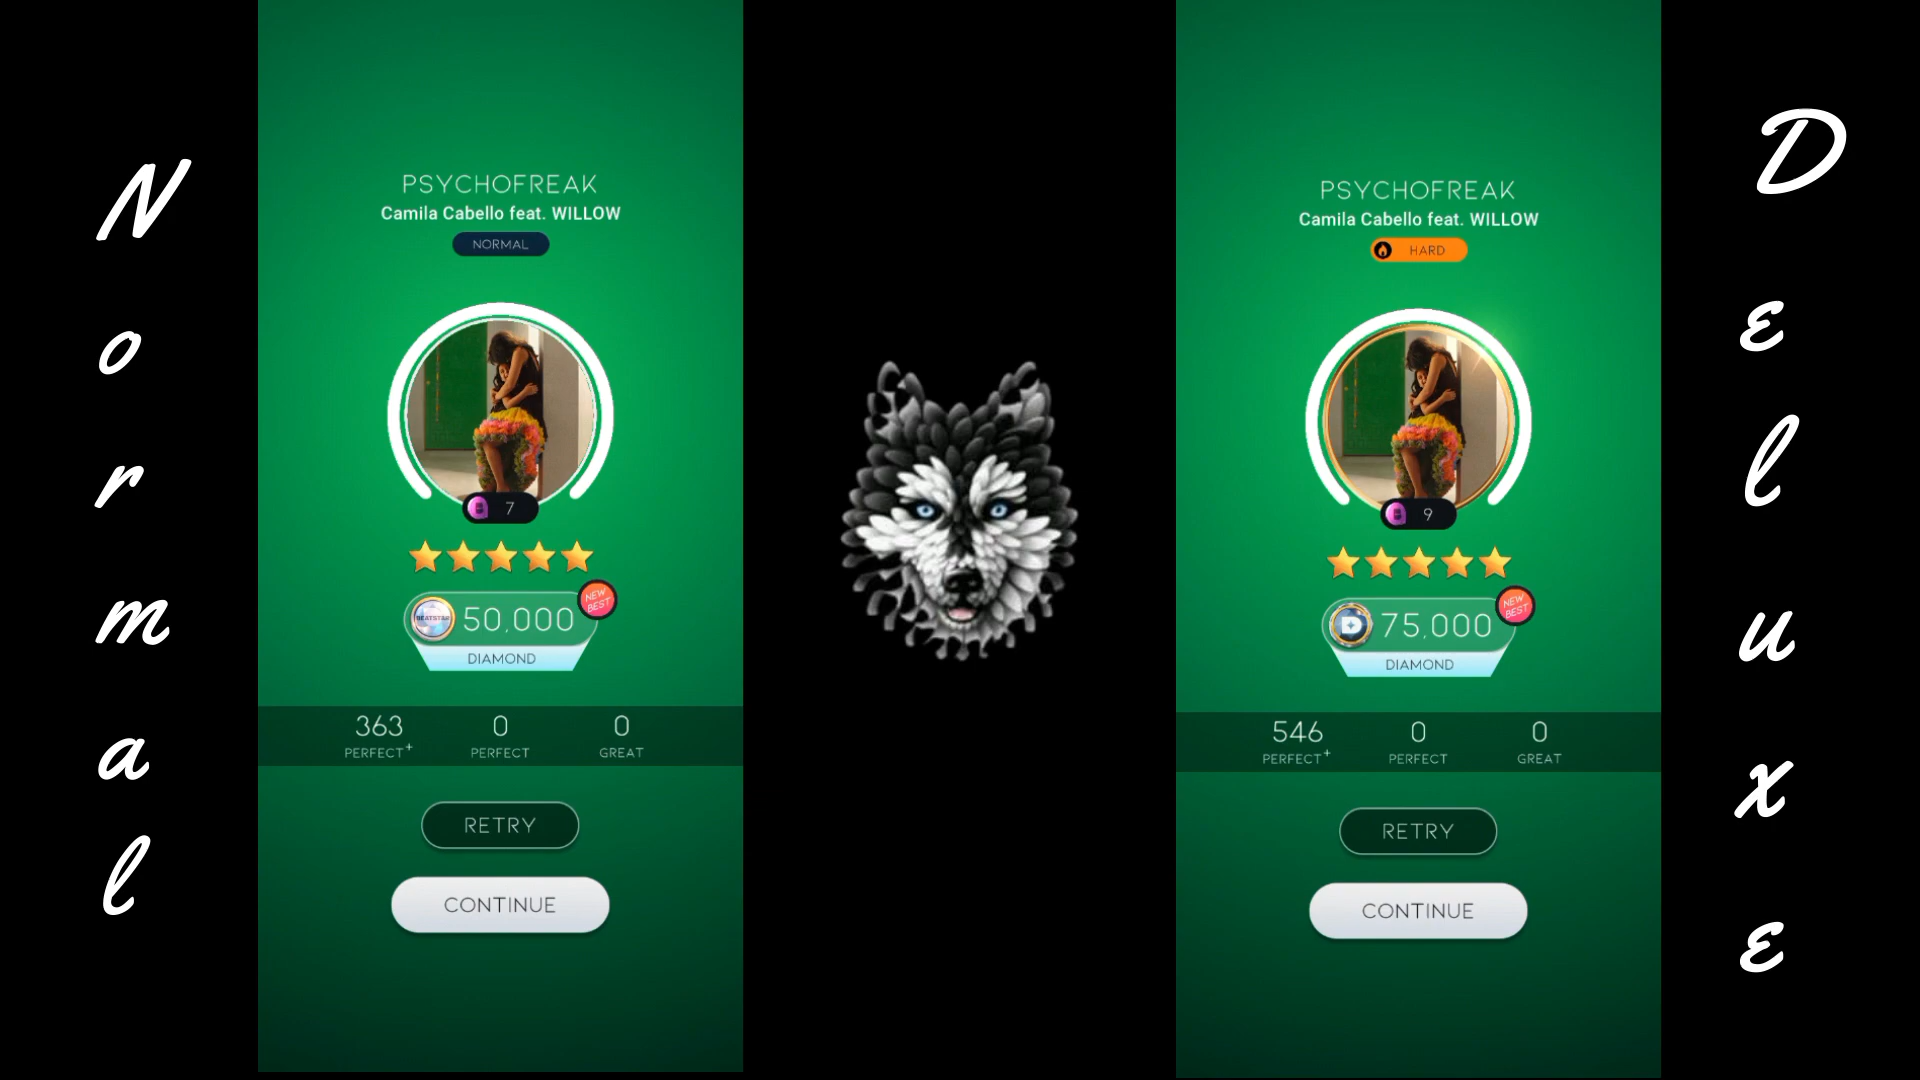 Normal
PSYCHOFREAK
Camila Cabello feat. WILLOW
NORMAL
7
NEW
BEST
BEATSTAR
50,000
DIAMOND
363 0 0
PERFECT+ PERFECT GREAT
RETRY
CONTINUE
PSYCHOFREAK
Camila Cabello feat. WILLOW
HARD
9
NEW
BEST
D
75,000
DIAMOND
546 0 0
PERFECT+ PERFECT GREAT
RETRY
CONTINUE
Deluxe